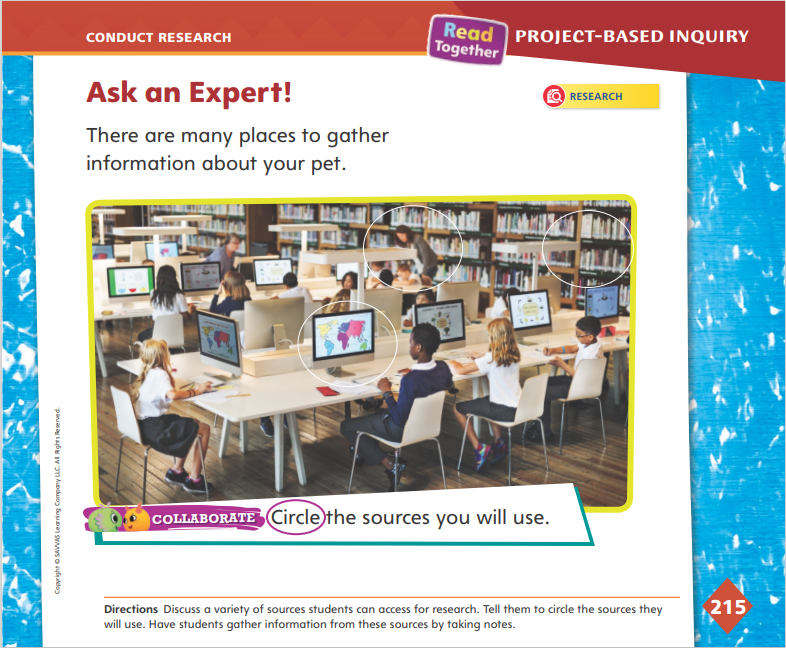 CONDUCT RESEARCH
Read
Together
PROJECT-BASED INQUIRY
Ask an Expert!
RESEARCH
There are many places to gather
information about your pet.
COLLABORATE
Circle the sources you will use.
Copyright © SAVVAS Learning Company LLC. All Rights Reserved.
Directions Discuss a variety of sources students can access for research. Tell them to circle the sources they
will use. Have students gather information from these sources by taking notes.
215